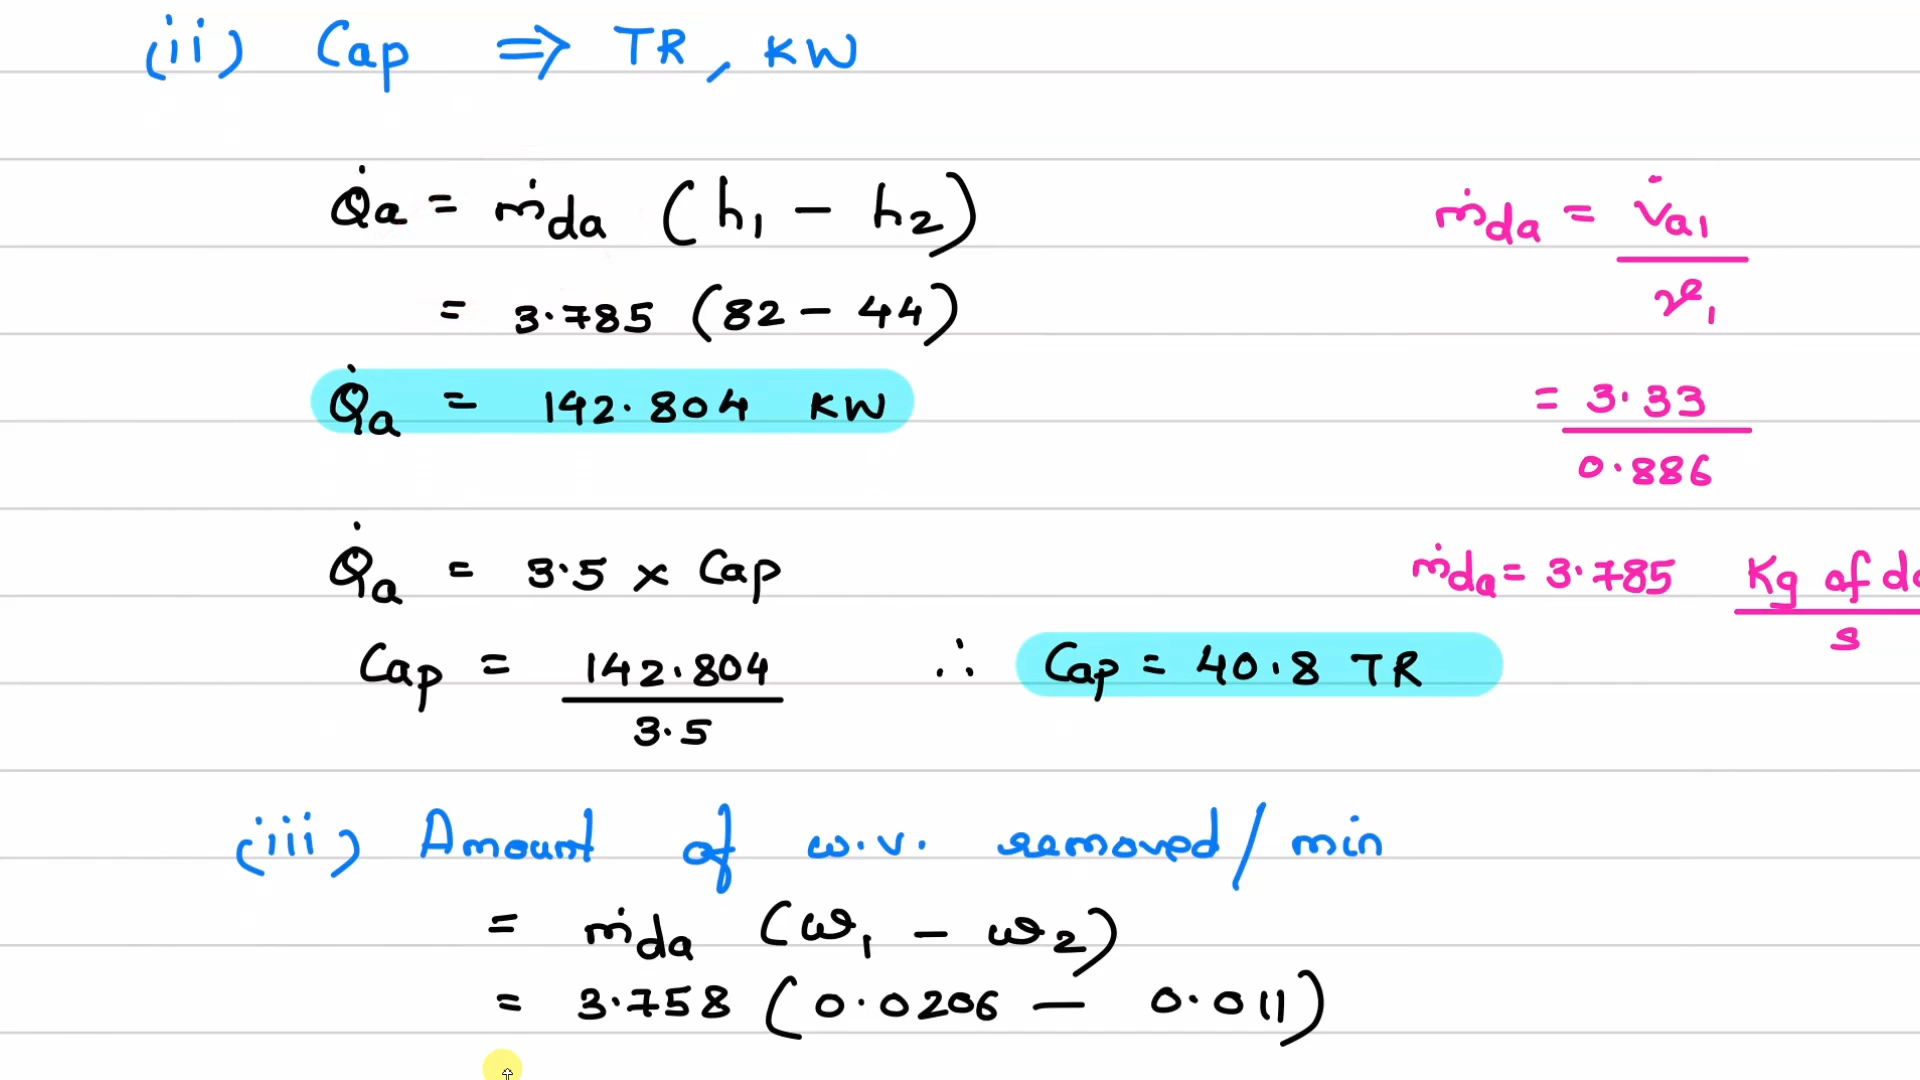 (ii) Cap ⇒ TR, KW
Q̇a = ṁda (h1 − h2)
= 3.785 (82 − 44)
Q̇a = 142.804 KW
Q̇a = 3.5 × Cap
Cap = 142.804 / 3.5 ∴ Cap = 40.8 TR
ṁda = V̇a1 / v1
= 3.33 / 0.886
ṁda = 3.785 Kg of da / s
(iii) Amount of w.v. removed/min
= ṁda (ω1 − ω2)
= 3.758 (0.0206 − 0.011)